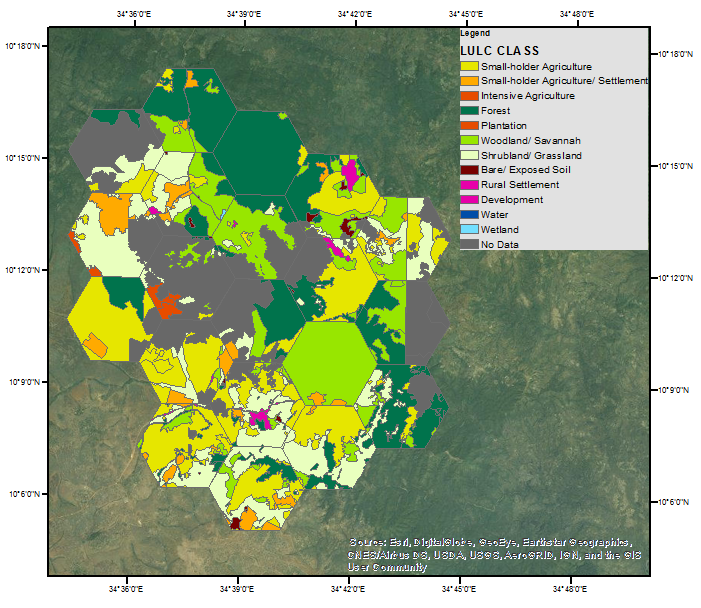 34°36'0"E 34°39'0"E 34°42'0"E 34°45'0"E 34°48'0"E
Legend
LULC CLASS
Small-holder Agriculture
Small-holder Agriculture/ Settlement
Intensive Agriculture
Forest
Plantation
Woodland/ Savannah
Shrubland/ Grassland
Bare/ Exposed Soil
Rural Settlement
Development
Water
Wetland
No Data
10°18'0"N 10°18'0"N
10°15'0"N 10°15'0"N
10°12'0"N 10°12'0"N
10°9'0"N 10°9'0"N
10°6'0"N 10°6'0"N
Source: Esri, DigitalGlobe, GeoEye, Earthstar Geographics,
CNES/Airbus DS, USDA, USGS, AeroGRID, IGN, and the GIS
User Community
34°36'0"E 34°39'0"E 34°42'0"E 34°45'0"E 34°48'0"E